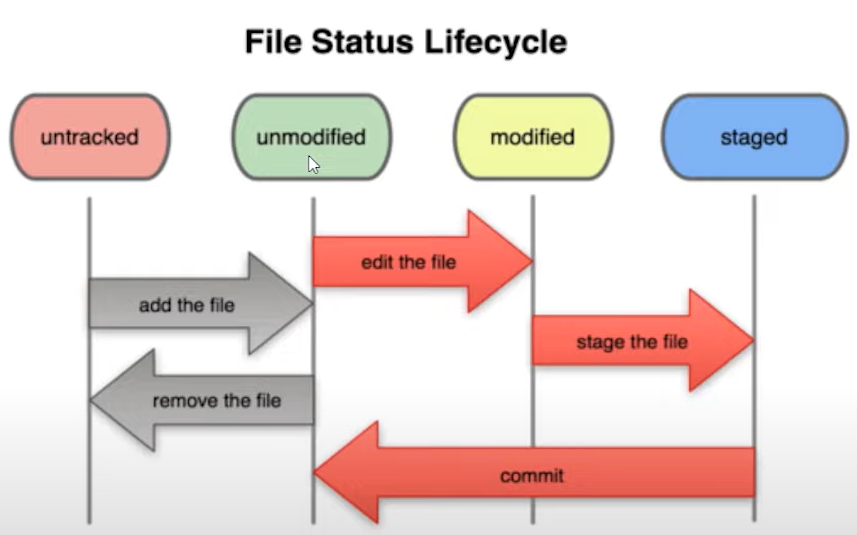 File Status Lifecycle
untracked
unmodified
modified
staged
edit the file
add the file
stage the file
remove the file
commit